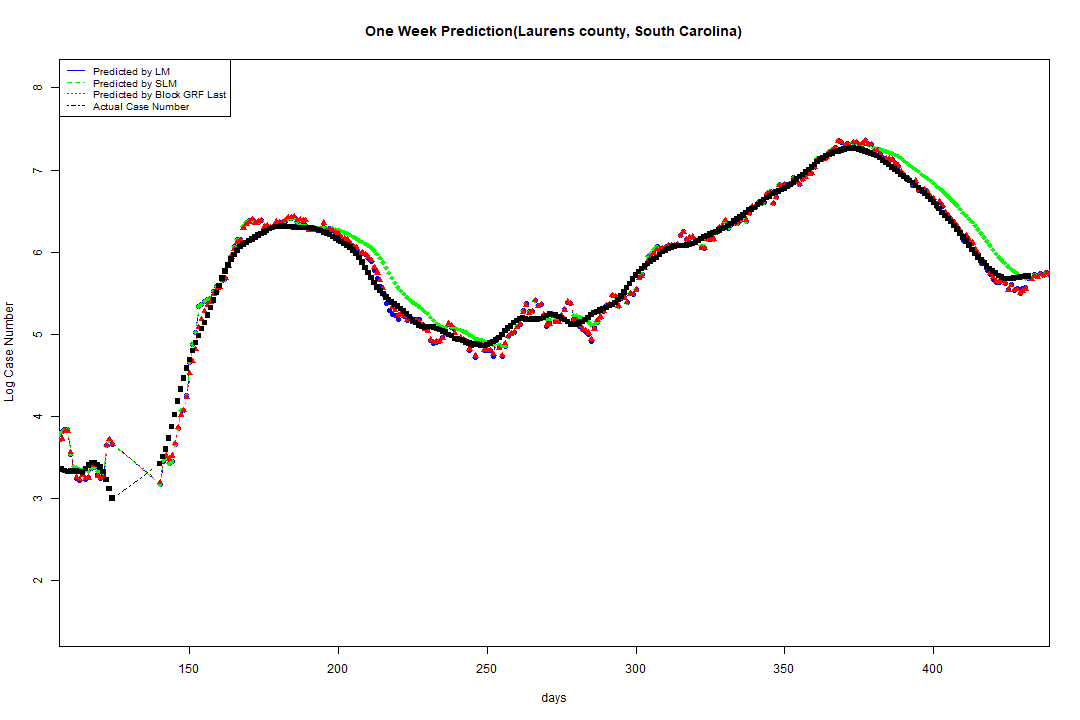 One Week Prediction(Laurens county, South Carolina)
Predicted by LM
Predicted by SLM
Predicted by Block GRF Last
Actual Case Number
8
7
6
5
4
3
2
Log Case Number
150 200 250 300 350 400
days